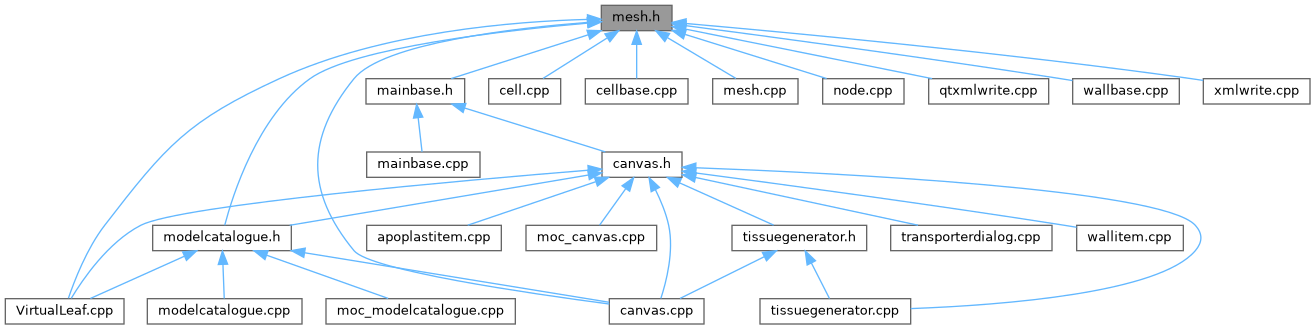 mesh.h
mainbase.h
cell.cpp
cellbase.cpp
mesh.cpp
node.cpp
qtxmlwrite.cpp
wallbase.cpp
xmlwrite.cpp
mainbase.cpp
canvas.h
modelcatalogue.h
apoplastitem.cpp
moc_canvas.cpp
tissuegenerator.h
transporterdialog.cpp
wallitem.cpp
VirtualLeaf.cpp
modelcatalogue.cpp
moc_modelcatalogue.cpp
canvas.cpp
tissuegenerator.cpp